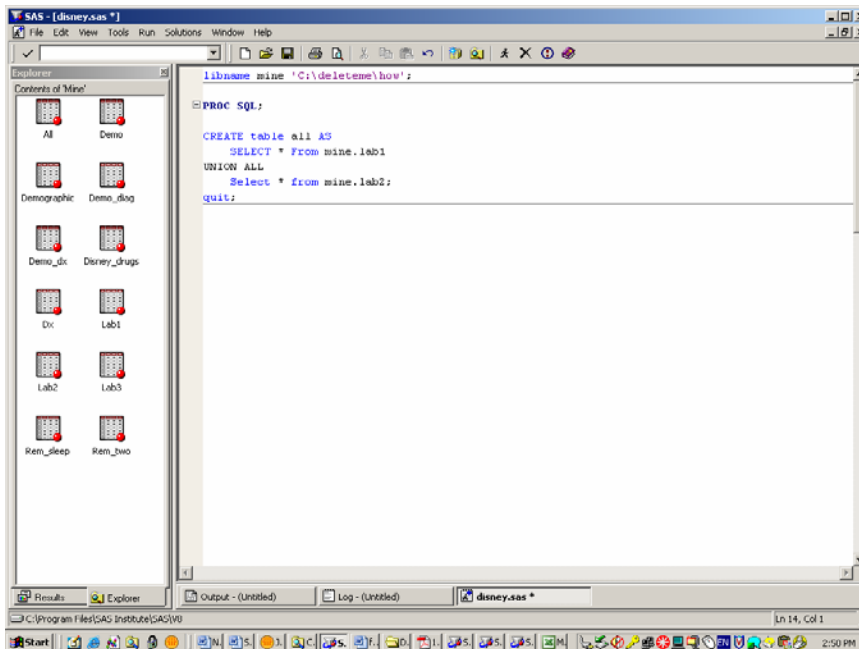 SAS - [disney.sas *]
File Edit View Tools Run Solutions Window Help
Explorer
Contents of 'Mine'
All Demo
Demographic Demo_diag
Demo_dx Disney_drugs
Dx Lab1
Lab2 Lab3
Rem_sleep Rem_two
libname mine 'C:\deleteme\how';
PROC SQL;
CREATE table all AS
SELECT * From mine.lab1
UNION ALL
Select * from mine.lab2;
quit;
Results Explorer
Output - (Untitled) Log - (Untitled) disney.sas *
C:\Program Files\SAS Institute\SAS\V8
Ln 14, Col 1
Start N. S. J. C. S. f. D. 1. S. S. S. M. EN 2:50 PM